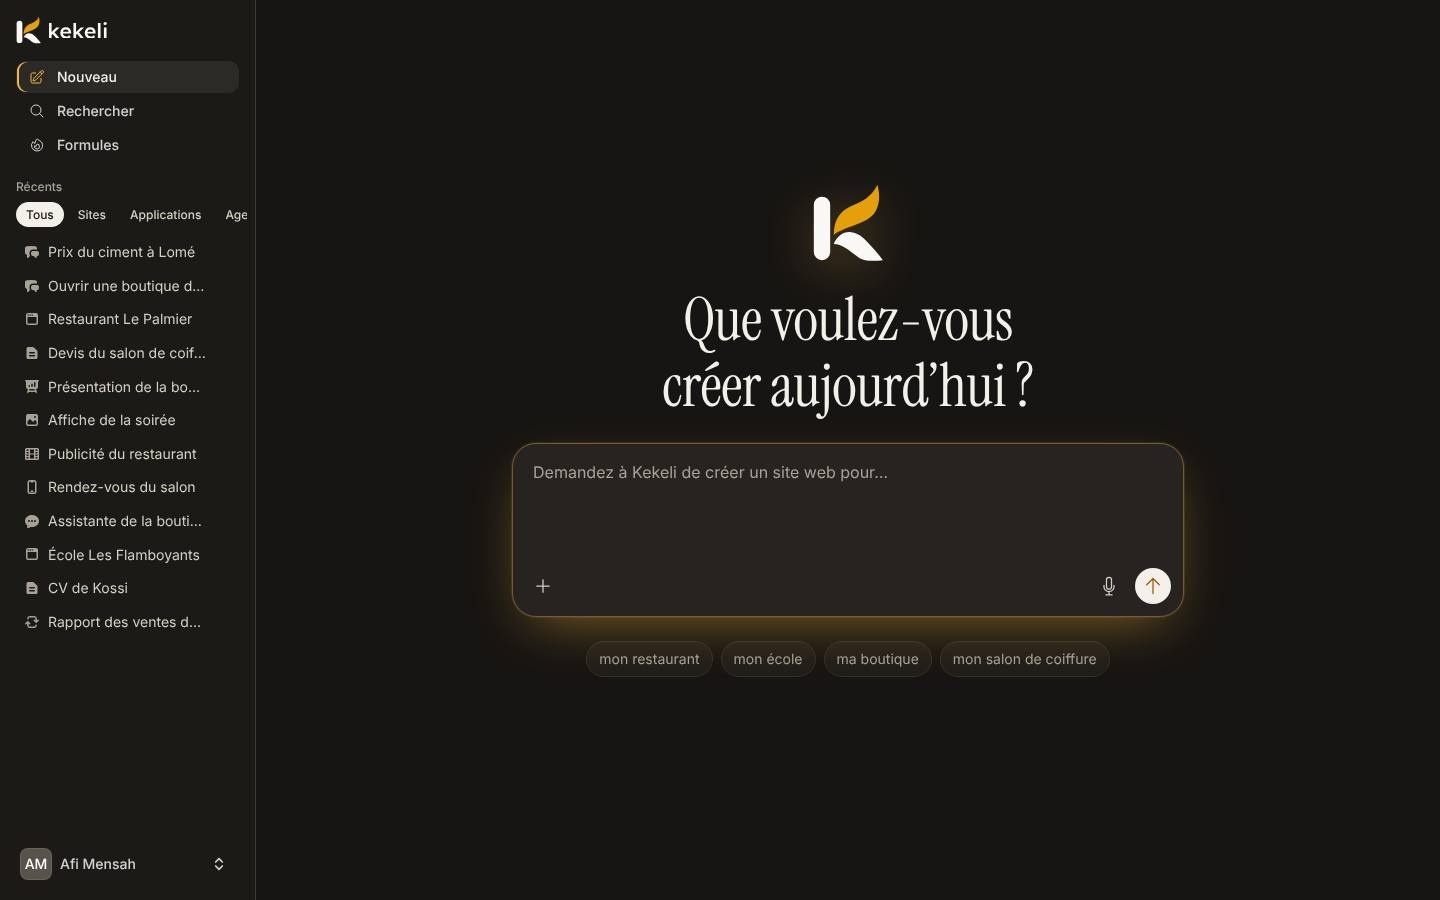 kekeli
Nouveau
Rechercher
Formules
Récents
Tous Sites Applications Age
Prix du ciment à Lomé
Ouvrir une boutique d...
Restaurant Le Palmier
Devis du salon de coif...
Présentation de la bo...
Affiche de la soirée
Publicité du restaurant
Rendez-vous du salon
Assistante de la bouti...
École Les Flamboyants
CV de Kossi
Rapport des ventes d...
AM Afi Mensah
Que voulez-vous
créer aujourd’hui ?
Demandez à Kekeli de créer un site web pour...
mon restaurant mon école ma boutique mon salon de coiffure